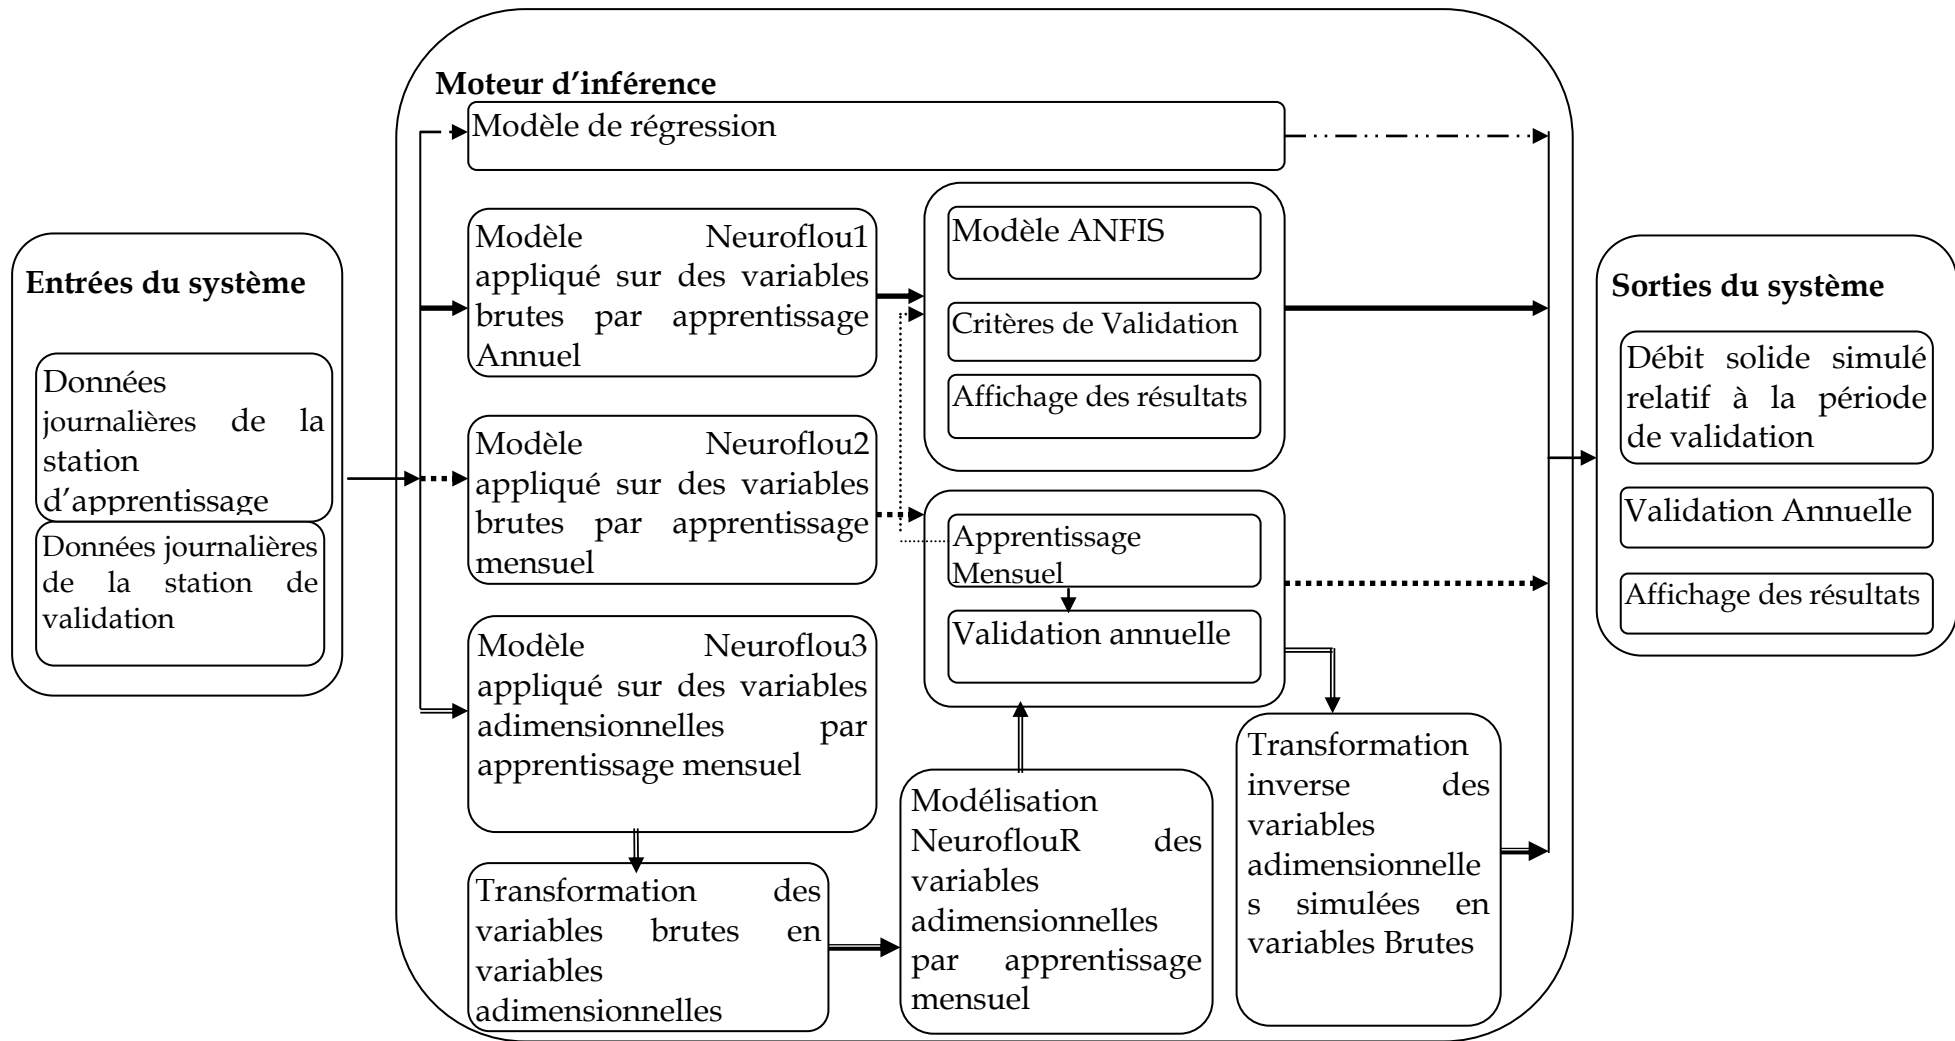 Moteur d'inférence
Modèle de régression
Entrées du système
Données
journalières de la
station
d'apprentissage
Données journalières
de la station de
validation
Modèle Neuroflou1
appliqué sur des variables
brutes par apprentissage
Annuel
Modèle Neuroflou2
appliqué sur des variables
brutes par apprentissage
mensuel
Modèle Neuroflou3
appliqué sur des variables
adimensionnelles par
apprentissage mensuel
Transformation des
variables brutes en
variables
adimensionnelles
Modèle ANFIS
Critères de Validation
Affichage des résultats
Apprentissage
Mensuel
Validation annuelle
Modélisation
NeuroflouR des
variables
adimensionnelles
par apprentissage
mensuel
Transformation
inverse des
variables
adimensionnelle
s simulées en
variables Brutes
Sorties du système
Débit solide simulé
relatif à la période
de validation
Validation Annuelle
Affichage des résultats